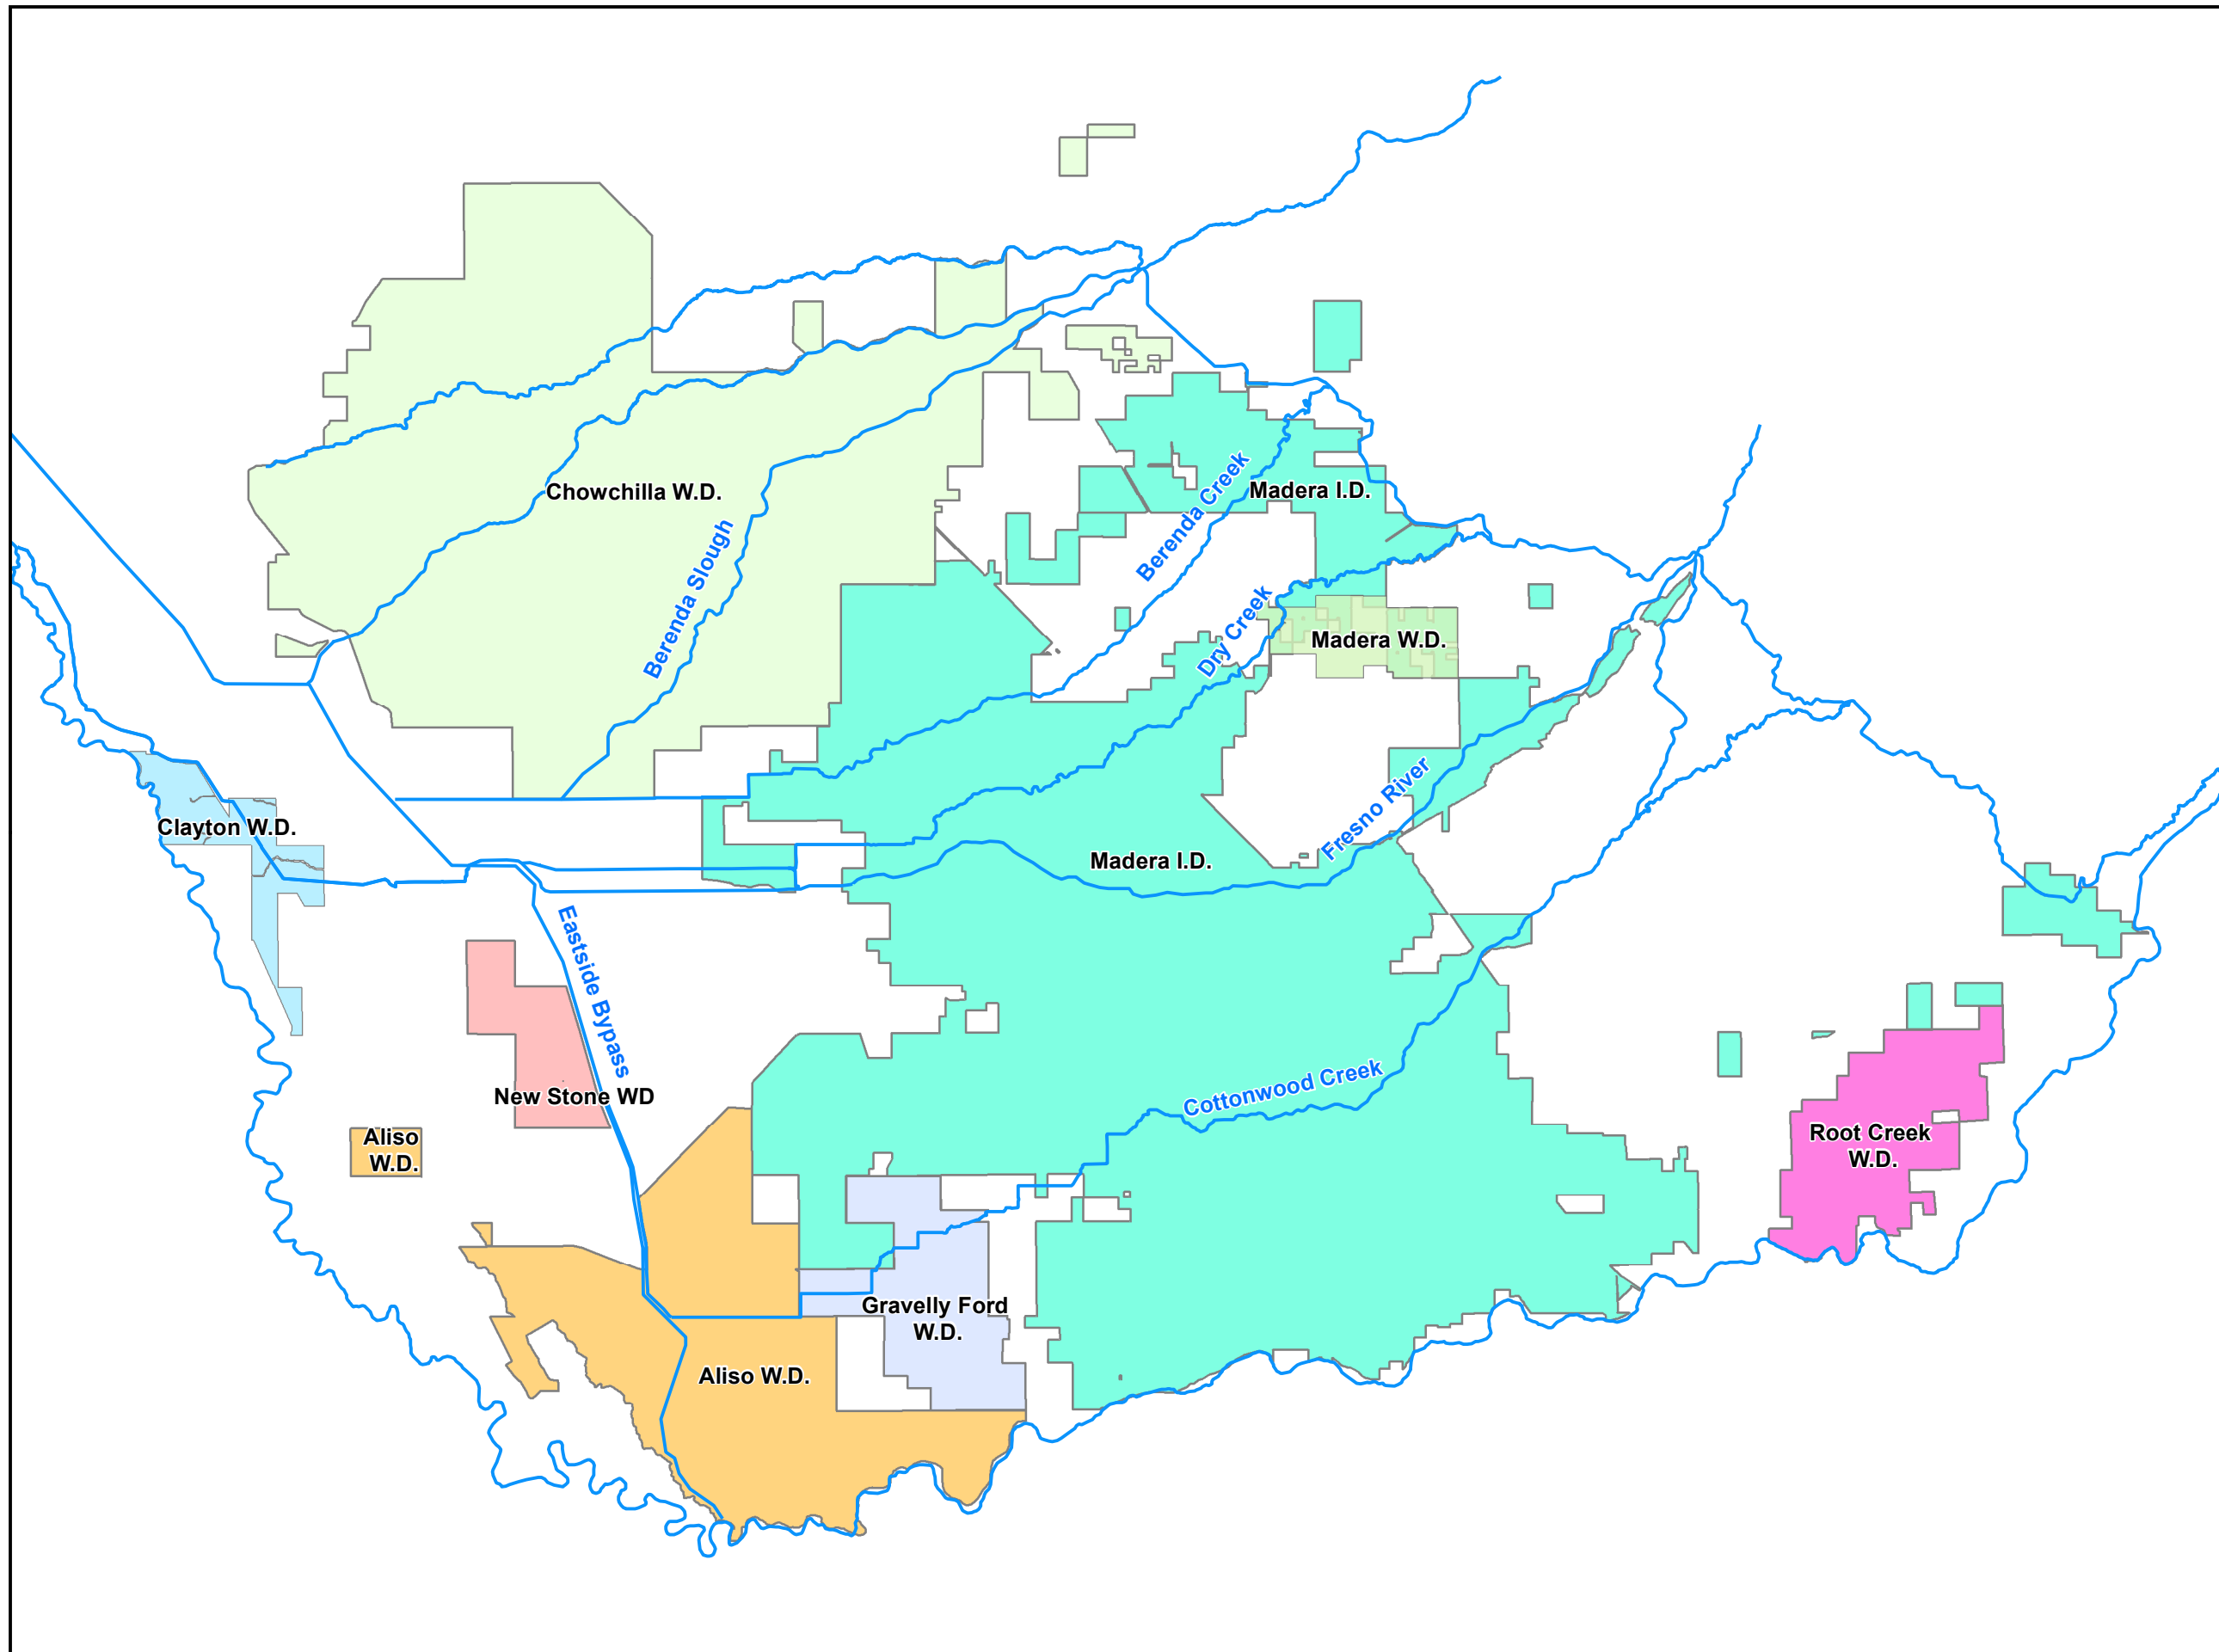 Chowchilla W.D.
Madera I.D.
Berenda Creek
Berenda Slough
Dry Creek
Madera W.D.
Clayton W.D.
Fresno River
Madera I.D.
Eastside Bypass
New Stone WD
Cottonwood Creek
Aliso
W.D.
Root Creek
W.D.
Gravelly Ford
W.D.
Aliso W.D.